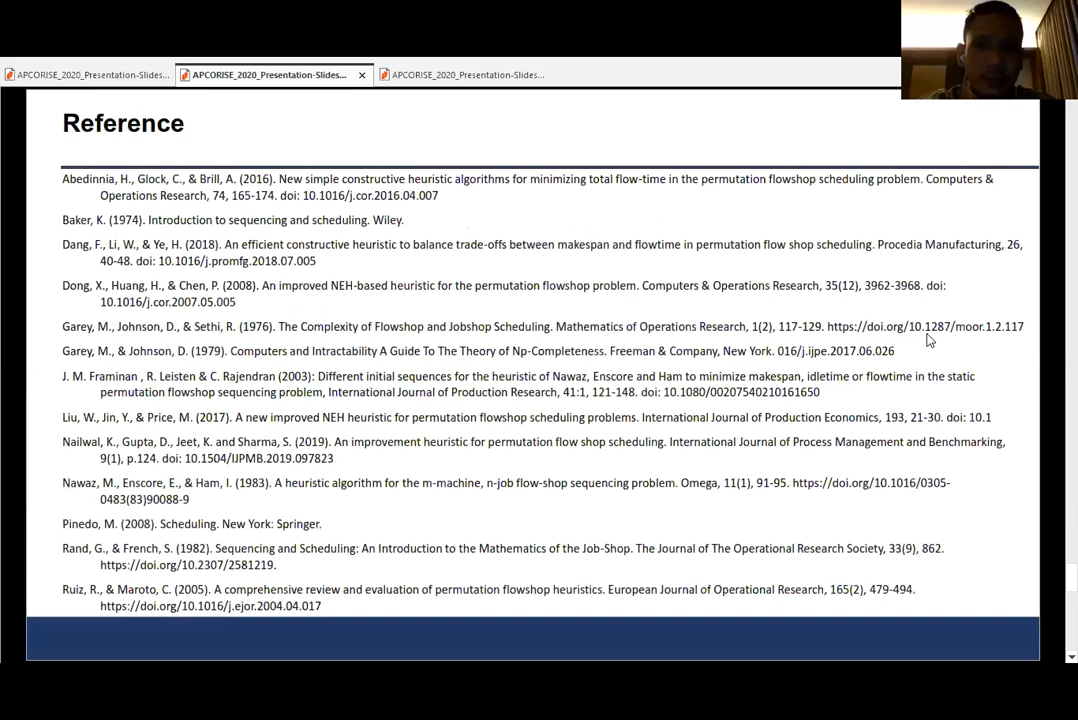 APCORISE_2020_Presentation-Slides... APCORISE_2020_Presentation-Slides... APCORISE_2020_Presentation-Slides...
Reference
Abedinnia, H., Glock, C., & Brill, A. (2016). New simple constructive heuristic algorithms for minimizing total flow-time in the permutation flowshop scheduling problem. Computers &
Operations Research, 74, 165-174. doi: 10.1016/j.cor.2016.04.007
Baker, K. (1974). Introduction to sequencing and scheduling. Wiley.
Dang, F., Li, W., & Ye, H. (2018). An efficient constructive heuristic to balance trade-offs between makespan and flowtime in permutation flow shop scheduling. Procedia Manufacturing, 26,
40-48. doi: 10.1016/j.promfg.2018.07.005
Dong, X., Huang, H., & Chen, P. (2008). An improved NEH-based heuristic for the permutation flowshop problem. Computers & Operations Research, 35(12), 3962-3968. doi:
10.1016/j.cor.2007.05.005
Garey, M., Johnson, D., & Sethi, R. (1976). The Complexity of Flowshop and Jobshop Scheduling. Mathematics of Operations Research, 1(2), 117-129. https://doi.org/10.1287/moor.1.2.117
Garey, M., & Johnson, D. (1979). Computers and Intractability A Guide To The Theory of Np-Completeness. Freeman & Company, New York. 016/j.ijpe.2017.06.026
J. M. Framinan , R. Leisten & C. Rajendran (2003): Different initial sequences for the heuristic of Nawaz, Enscore and Ham to minimize makespan, idletime or flowtime in the static
permutation flowshop sequencing problem, International Journal of Production Research, 41:1, 121-148. doi: 10.1080/00207540210161650
Liu, W., Jin, Y., & Price, M. (2017). A new improved NEH heuristic for permutation flowshop scheduling problems. International Journal of Production Economics, 193, 21-30. doi: 10.1
Nailwal, K., Gupta, D., Jeet, K. and Sharma, S. (2019). An improvement heuristic for permutation flow shop scheduling. International Journal of Process Management and Benchmarking,
9(1), p.124. doi: 10.1504/IJPMB.2019.097823
Nawaz, M., Enscore, E., & Ham, I. (1983). A heuristic algorithm for the m-machine, n-job flow-shop sequencing problem. Omega, 11(1), 91-95. https://doi.org/10.1016/0305-
0483(83)90088-9
Pinedo, M. (2008). Scheduling. New York: Springer.
Rand, G., & French, S. (1982). Sequencing and Scheduling: An Introduction to the Mathematics of the Job-Shop. The Journal of The Operational Research Society, 33(9), 862.
https://doi.org/10.2307/2581219.
Ruiz, R., & Maroto, C. (2005). A comprehensive review and evaluation of permutation flowshop heuristics. European Journal of Operational Research, 165(2), 479-494.
https://doi.org/10.1016/j.ejor.2004.04.017